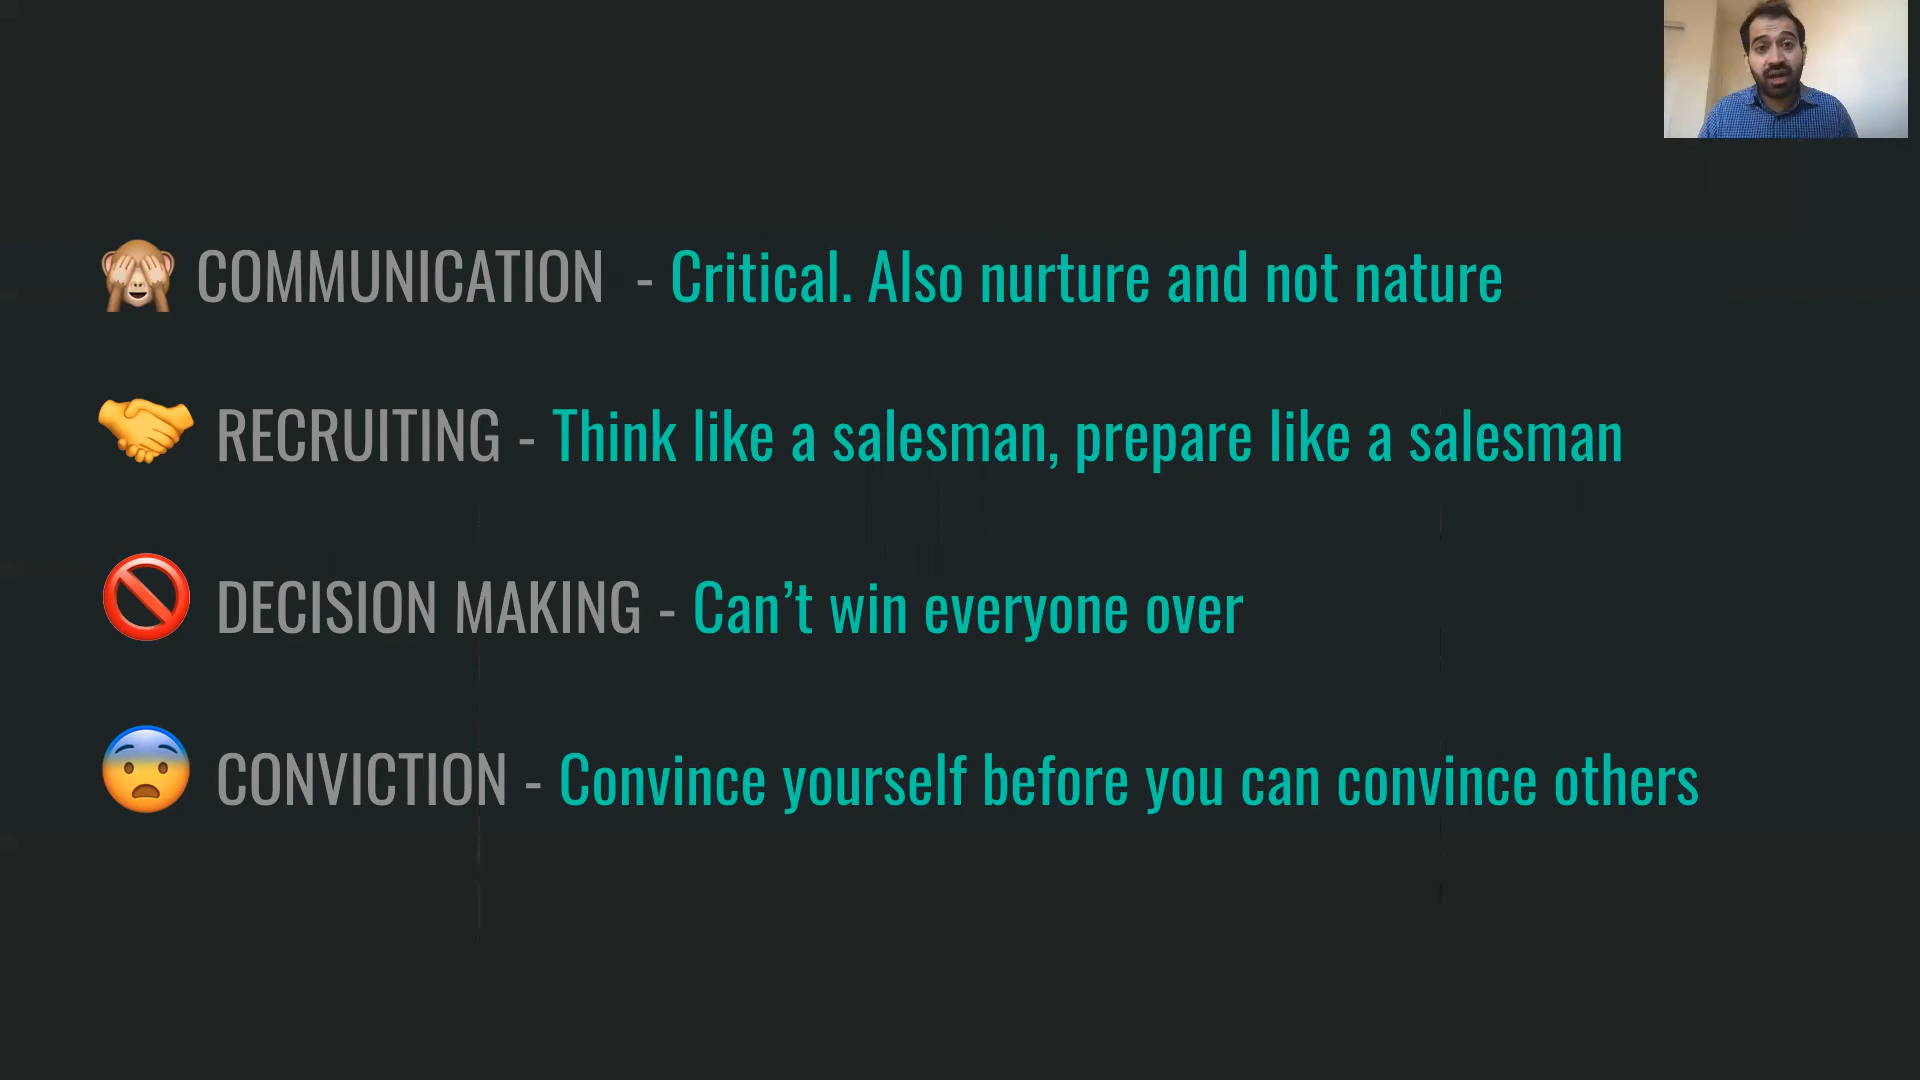 COMMUNICATION - Critical. Also nurture and not nature
RECRUITING - Think like a salesman, prepare like a salesman
DECISION MAKING - Can’t win everyone over
CONVICTION - Convince yourself before you can convince others